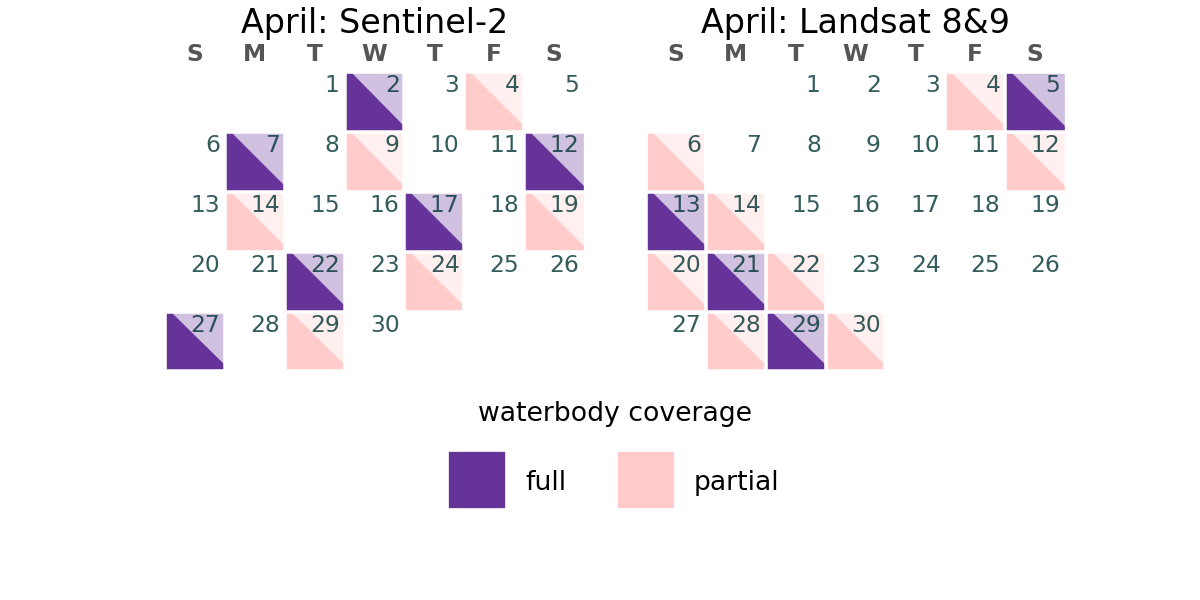 April: Sentinel-2
S M T W T F S
1 2 3 4 5
6 7 8 9 10 11 12
13 14 15 16 17 18 19
20 21 22 23 24 25 26
27 28 29 30
April: Landsat 8&9
S M T W T F S
1 2 3 4 5
6 7 8 9 10 11 12
13 14 15 16 17 18 19
20 21 22 23 24 25 26
27 28 29 30
waterbody coverage
full
partial